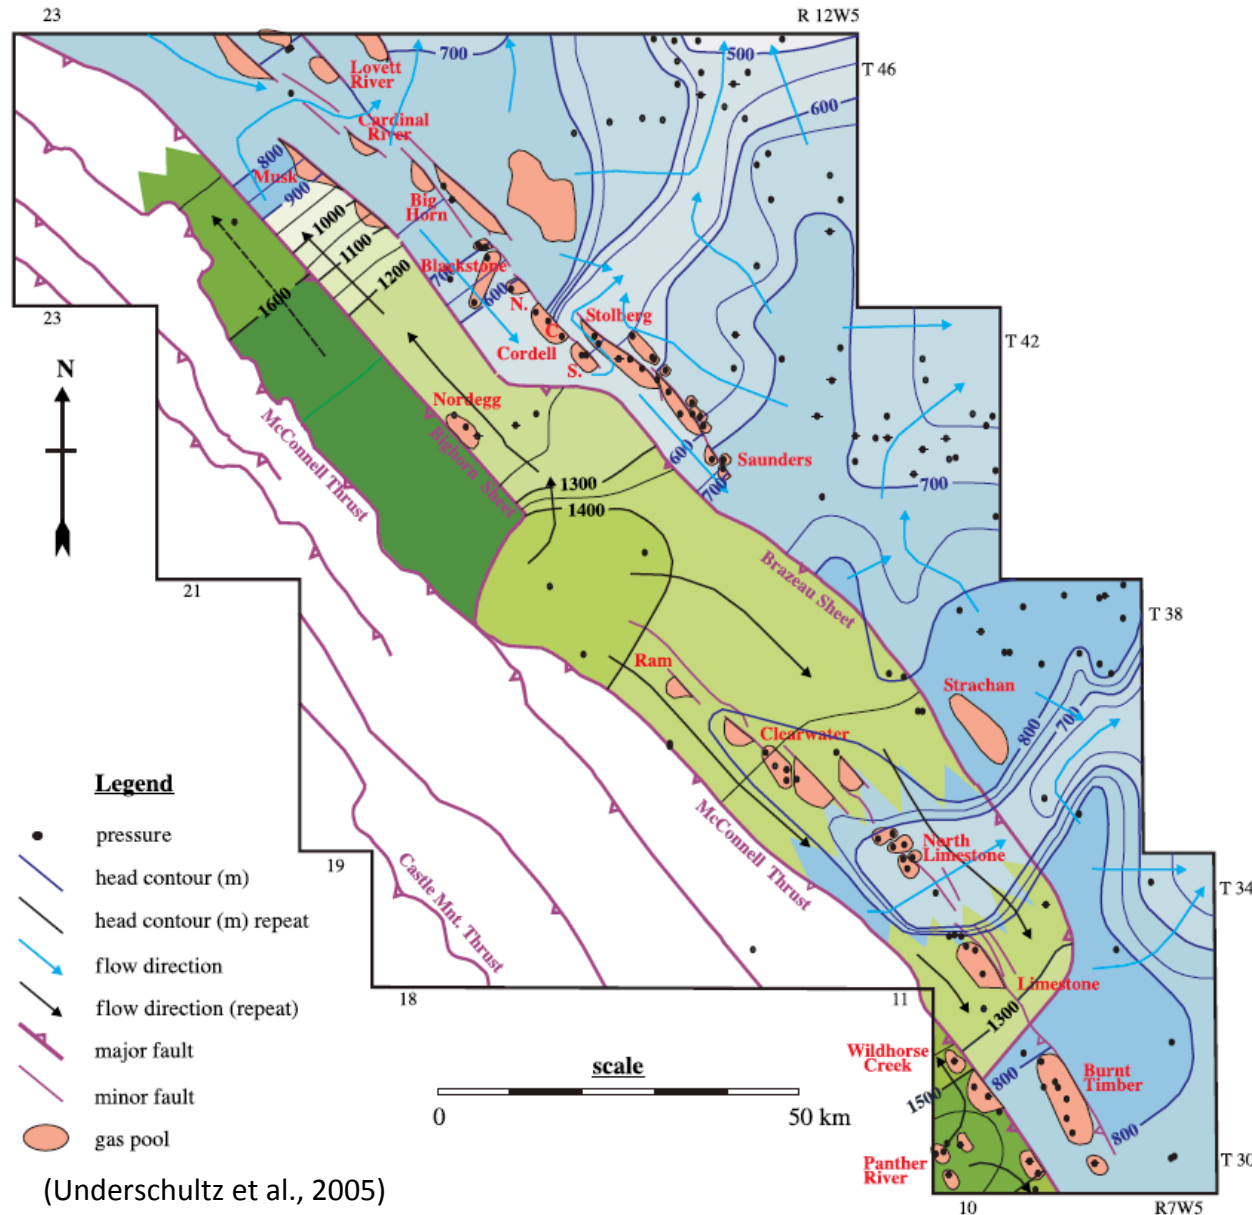 23
R 12W5
T 46
700
500
600
Lovett
River
Cardinal
River
800
Musk
900
Big
Horn
1000
1100
1200
1600
Blackstone
700
600
N.
C.
Cordell
S.
Stolberg
23
T 42
N
Nordegg
McConnell Thrust
Bighorn Sheet
600
700
Saunders
700
1300
1400
Brazeau Sheet
21
T 38
Ram
Strachan
Clearwater
800
700
McConnell Thrust
North
Limestone
Castle Mnt. Thrust
19
T 34
Legend
pressure
head contour (m)
head contour (m) repeat
flow direction
flow direction (repeat)
major fault
minor fault
gas pool
18
11
Limestone
1300
scale
0
50 km
Wildhorse
Creek
1500
800
Burnt
Timber
800
Panther
River
T 30
10
R7W5
(Underschultz et al., 2005)